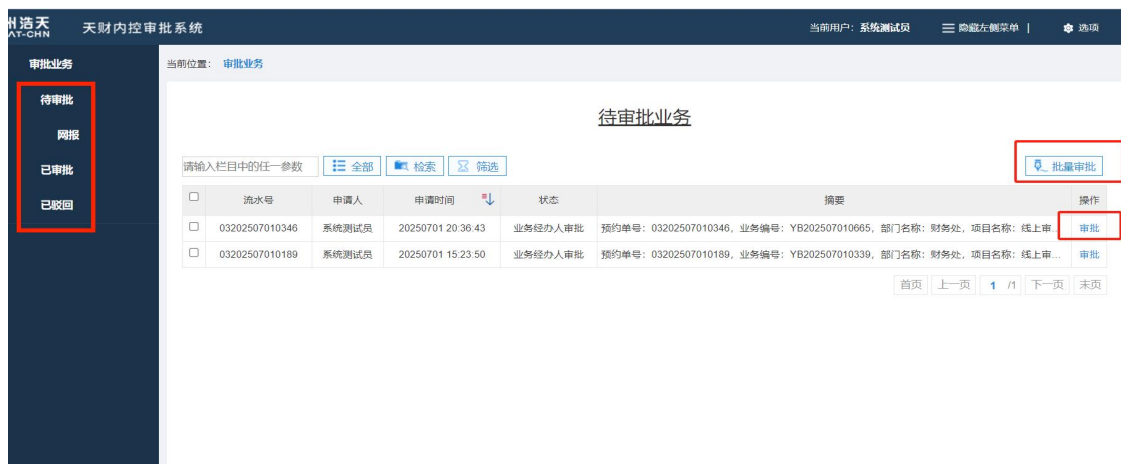 浩天 天财内控审批系统 当前用户：系统测试员 隐藏左侧菜单 | 选项
AT-CHN
审批业务 当前位置： 审批业务
待审批
网报
已审批
已驳回
待审批业务
请输入栏目中的任一参数 全部 检索 筛选 批量审批
流水号 申请人 申请时间 状态 摘要 操作
03202507010346 系统测试员 20250701 20:36:43 业务经办人审批 预约单号：03202507010346，业务编号：YB202507010665，部门名称：财务处，项目名称：线上审... 审批
03202507010189 系统测试员 20250701 15:23:50 业务经办人审批 预约单号：03202507010189，业务编号：YB202507010339，部门名称：财务处，项目名称：线上审... 审批
首页 上一页 1 /1 下一页 末页